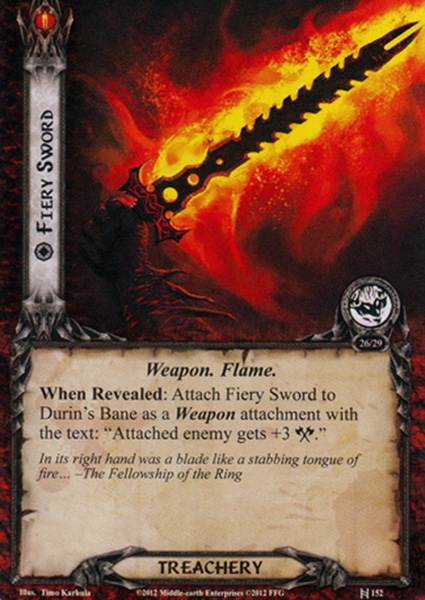 FIERY SWORD
26/29
Weapon. Flame.
When Revealed: Attach Fiery Sword to
Durin's Bane as a Weapon attachment with
the text: “Attached enemy gets +3 .”
In its right hand was a blade like a stabbing tongue of
fire… –The Fellowship of the Ring
TREACHERY
Illus. Timo Karhula ©2012 Middle-earth Enterprises ©2012 FFG 152